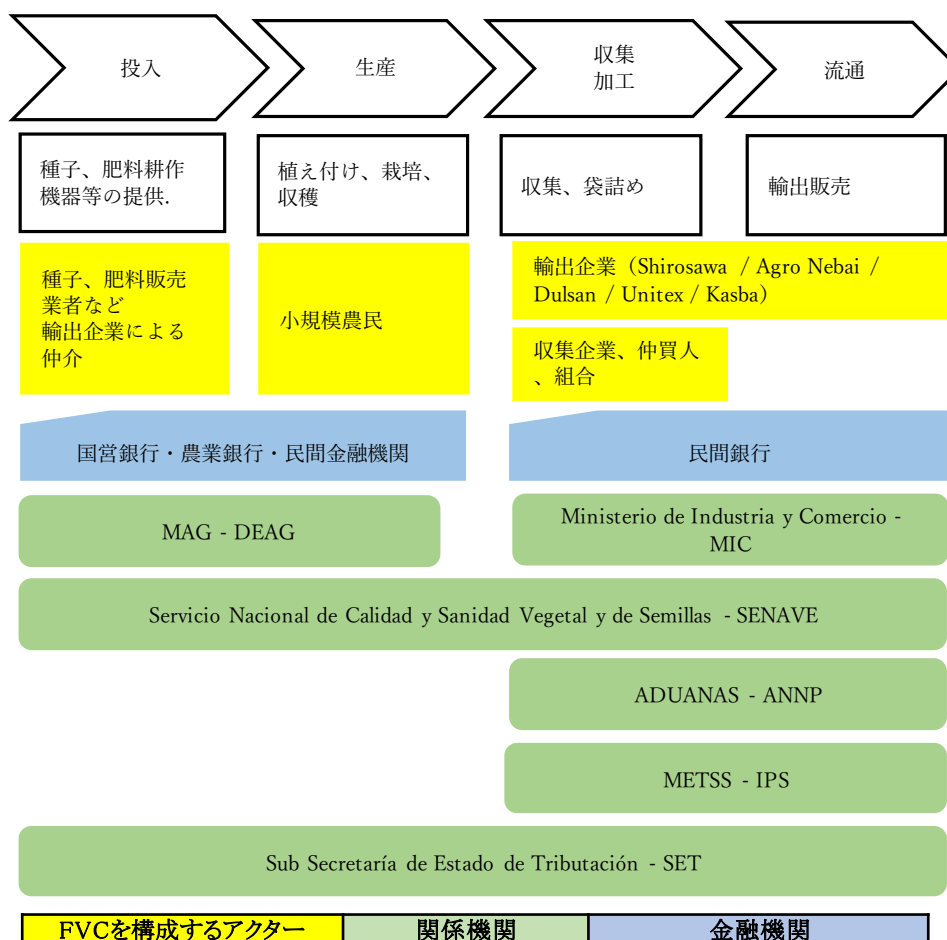 投入
生産
収集
加工
流通
種子、肥料耕作
機器等の提供.
植え付け、栽培、
収穫
収集、袋詰め
輸出販売
種子、肥料販売
業者など
輸出企業による
仲介
小規模農民
輸出企業（Shirosawa / Agro Nebai /
Dulsan / Unitex / Kasba）
収集企業、仲買人
、組合
国営銀行・農業銀行・民間金融機関
民間銀行
MAG - DEAG
Ministerio de Industria y Comercio -
MIC
Servicio Nacional de Calidad y Sanidad Vegetal y de Semillas - SENAVE
ADUANAS - ANNP
METSS - IPS
Sub Secretaría de Estado de Tributación - SET
FVCを構成するアクター
関係機関
金融機関